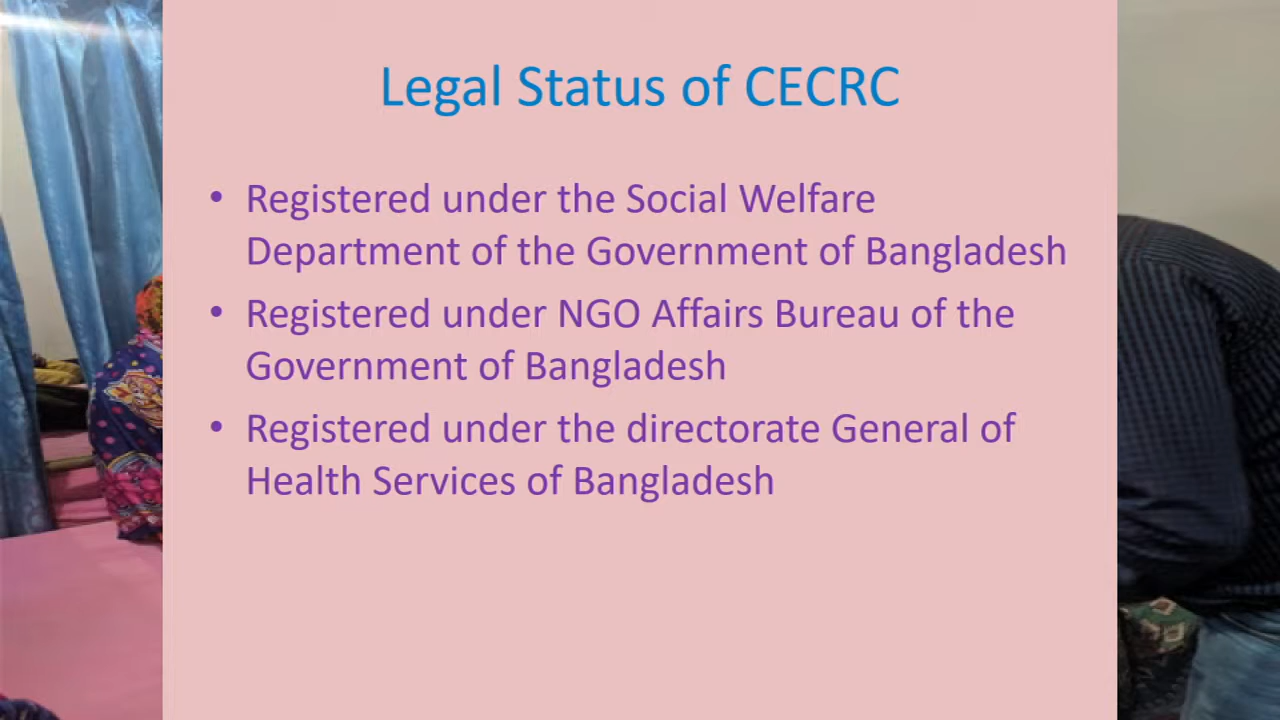 Legal Status of CECRC
• Registered under the Social Welfare
Department of the Government of Bangladesh
• Registered under NGO Affairs Bureau of the
Government of Bangladesh
• Registered under the directorate General of
Health Services of Bangladesh